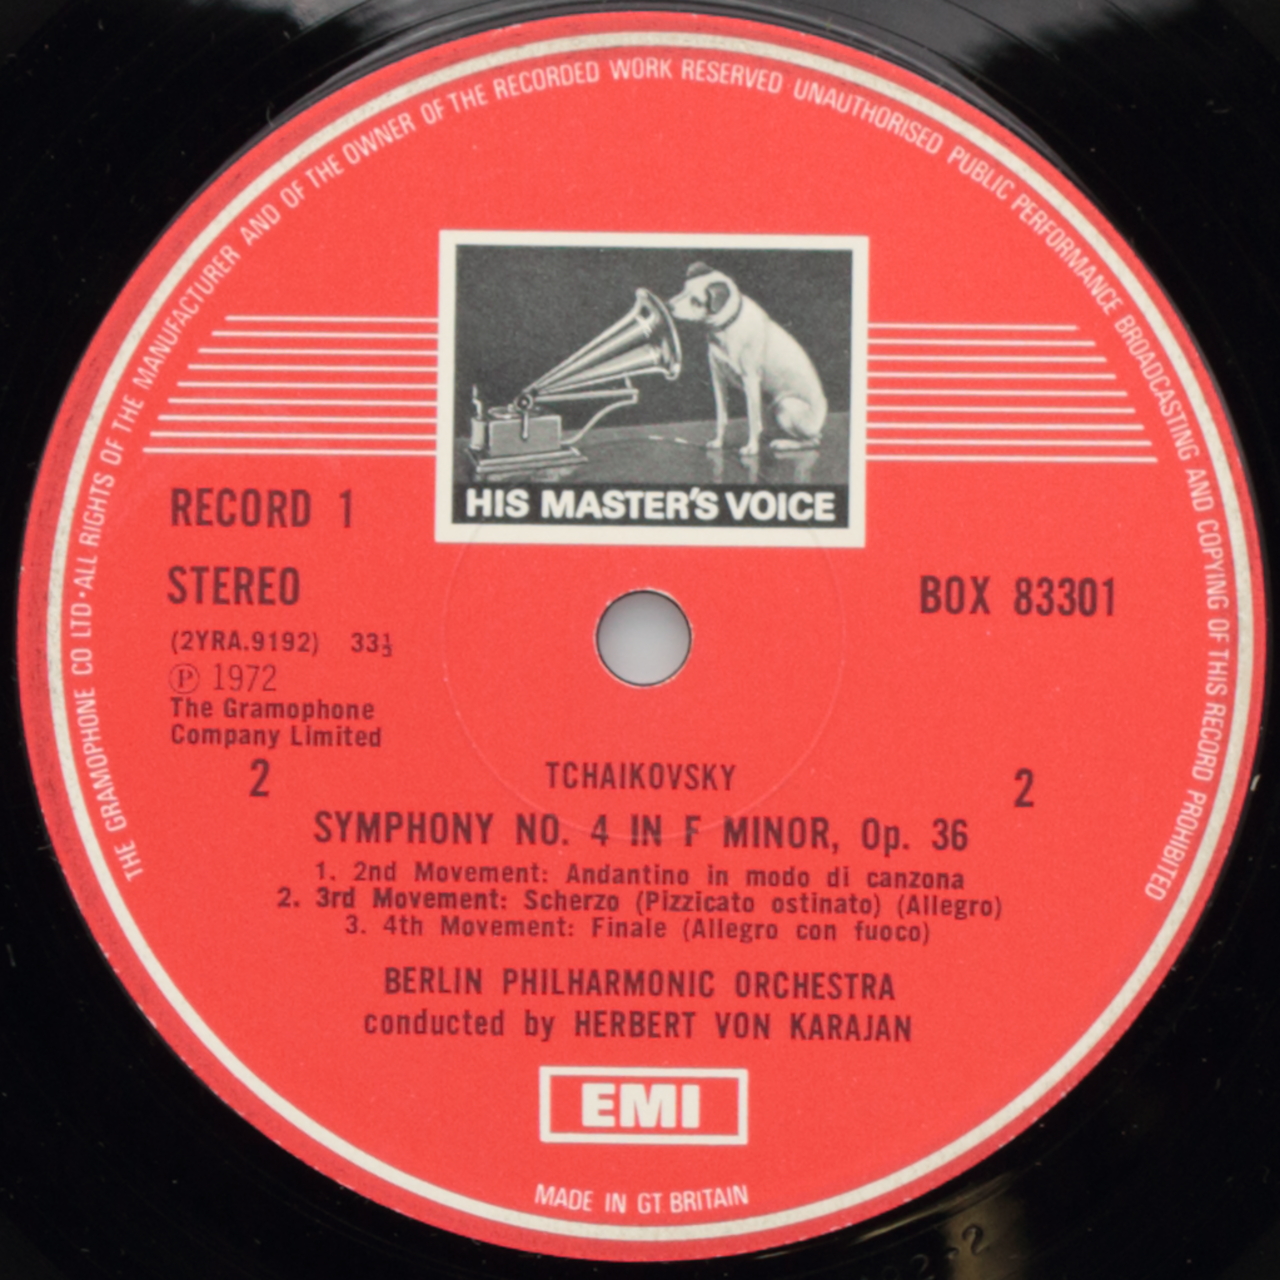 THE GRAMOPHONE CO LTD · ALL RIGHTS OF THE MANUFACTURER AND OF THE OWNER OF THE RECORDED WORK RESERVED UNAUTHORISED PUBLIC PERFORMANCE BROADCASTING AND COPYING OF THIS RECORD PROHIBITED
HIS MASTER'S VOICE
RECORD 1
STEREO
BOX 83301
(2YRA.9192) 33⅓
℗ 1972
The Gramophone
Company Limited
2 TCHAIKOVSKY 2
SYMPHONY NO. 4 IN F MINOR, Op. 36
1. 2nd Movement: Andantino in modo di canzona
2. 3rd Movement: Scherzo (Pizzicato ostinato) (Allegro)
3. 4th Movement: Finale (Allegro con fuoco)
BERLIN PHILHARMONIC ORCHESTRA
conducted by HERBERT VON KARAJAN
EMI
MADE IN GT BRITAIN